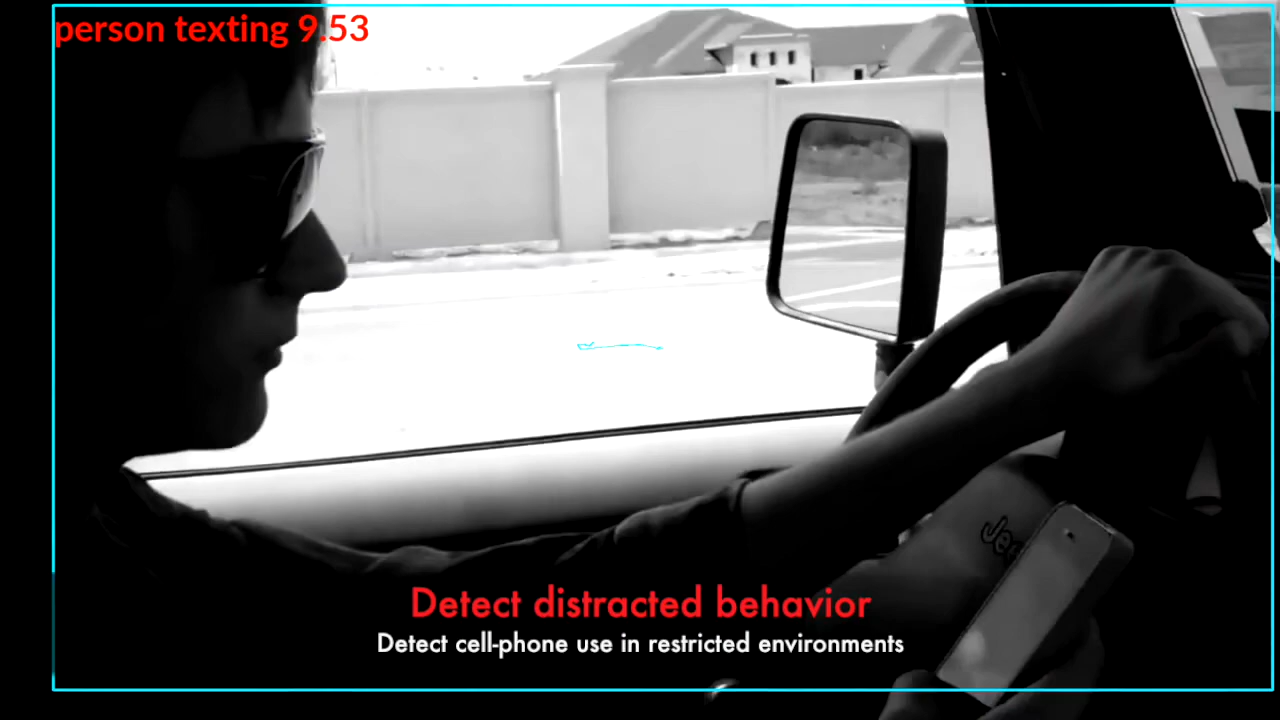 person texting 9.53
Detect distracted behavior
Detect cell-phone use in restricted environments